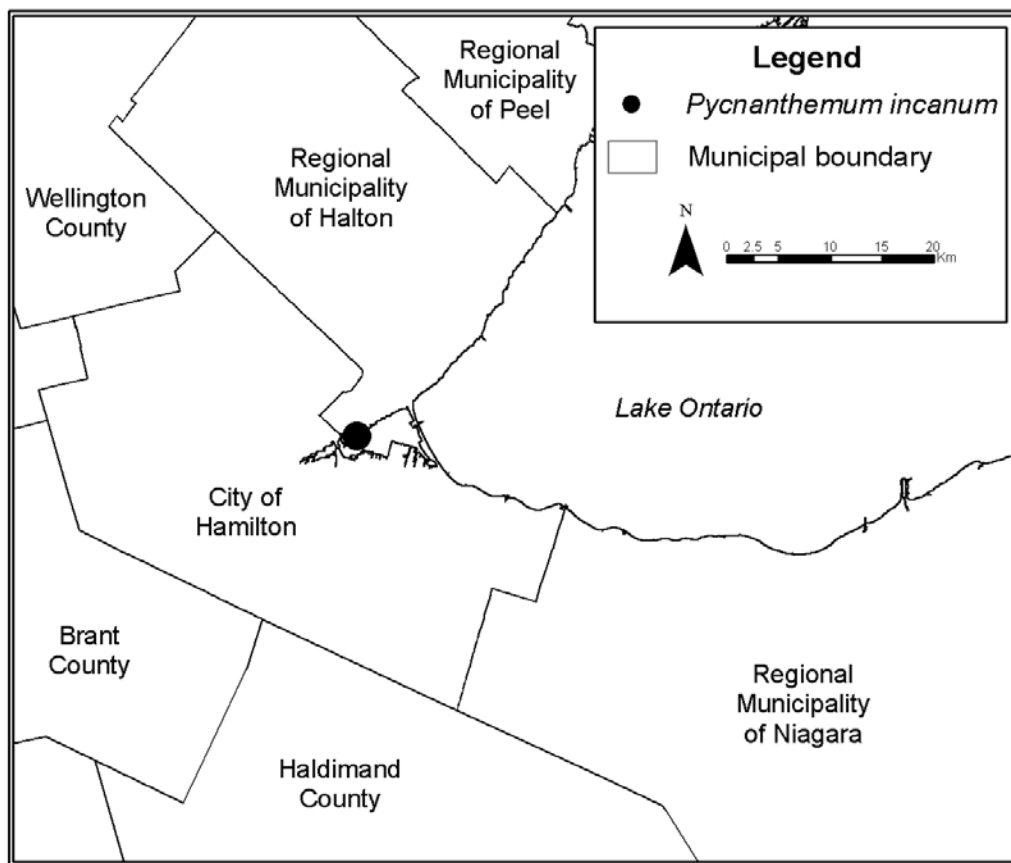 Regional
Municipality
of Peel
Legend
Pycnanthemum incanum
Municipal boundary
N
0 2.5 5 10 15 20
Km
Regional
Municipality
of Halton
Wellington
County
Lake Ontario
City of
Hamilton
Brant
County
Regional
Municipality
of Niagara
Haldimand
County